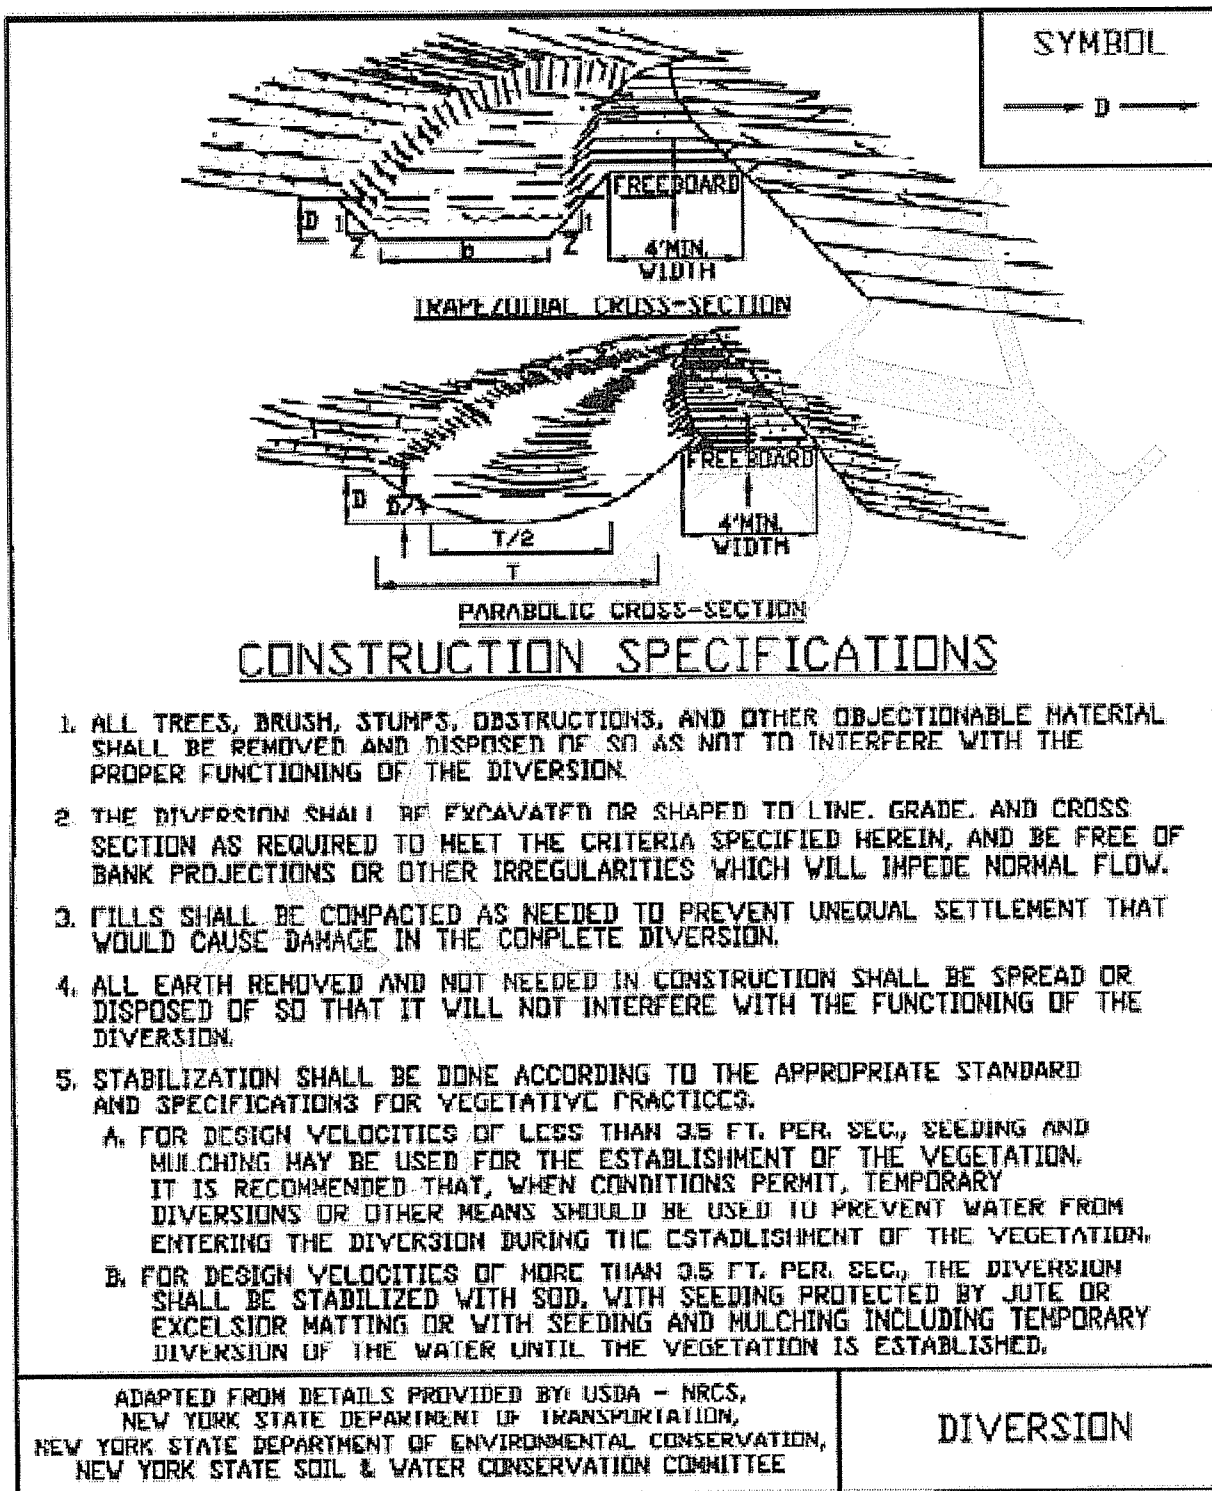 SYMBOL
D
FREEBOARD
D
1
1
Z
b
Z
4'MIN.
WIDTH
TRAPEZOIDAL CROSS-SECTION
FREEBOARD
D
D/4
T/2
4'MIN.
WIDTH
T
PARABOLIC CROSS-SECTION
CONSTRUCTION SPECIFICATIONS
1. ALL TREES, BRUSH, STUMPS, OBSTRUCTIONS, AND OTHER OBJECTIONABLE MATERIAL
SHALL BE REMOVED AND DISPOSED OF SO AS NOT TO INTERFERE WITH THE
PROPER FUNCTIONING OF THE DIVERSION.
2. THE DIVERSION SHALL BE EXCAVATED OR SHAPED TO LINE, GRADE, AND CROSS
SECTION AS REQUIRED TO MEET THE CRITERIA SPECIFIED HEREIN, AND BE FREE OF
BANK PROJECTIONS OR OTHER IRREGULARITIES WHICH WILL IMPEDE NORMAL FLOW.
3. FILLS SHALL BE COMPACTED AS NEEDED TO PREVENT UNEQUAL SETTLEMENT THAT
WOULD CAUSE DAMAGE IN THE COMPLETE DIVERSION.
4. ALL EARTH REMOVED AND NOT NEEDED IN CONSTRUCTION SHALL BE SPREAD OR
DISPOSED OF SO THAT IT WILL NOT INTERFERE WITH THE FUNCTIONING OF THE
DIVERSION.
5. STABILIZATION SHALL BE DONE ACCORDING TO THE APPROPRIATE STANDARD
AND SPECIFICATIONS FOR VEGETATIVE PRACTICES.
A. FOR DESIGN VELOCITIES OF LESS THAN 3.5 FT. PER. SEC., SEEDING AND
MULCHING MAY BE USED FOR THE ESTABLISHMENT OF THE VEGETATION.
IT IS RECOMMENDED THAT, WHEN CONDITIONS PERMIT, TEMPORARY
DIVERSIONS OR OTHER MEANS SHOULD BE USED TO PREVENT WATER FROM
ENTERING THE DIVERSION DURING THE ESTABLISHMENT OF THE VEGETATION.
B. FOR DESIGN VELOCITIES OF MORE THAN 3.5 FT. PER. SEC., THE DIVERSION
SHALL BE STABILIZED WITH SOD, WITH SEEDING PROTECTED BY JUTE OR
EXCELSIOR MATTING OR WITH SEEDING AND MULCHING INCLUDING TEMPORARY
DIVERSION OF THE WATER UNTIL THE VEGETATION IS ESTABLISHED.
ADAPTED FROM DETAILS PROVIDED BY: USDA - NRCS,
NEW YORK STATE DEPARTMENT OF TRANSPORTATION,
NEW YORK STATE DEPARTMENT OF ENVIRONMENTAL CONSERVATION,
NEW YORK STATE SOIL & WATER CONSERVATION COMMITTEE
DIVERSION